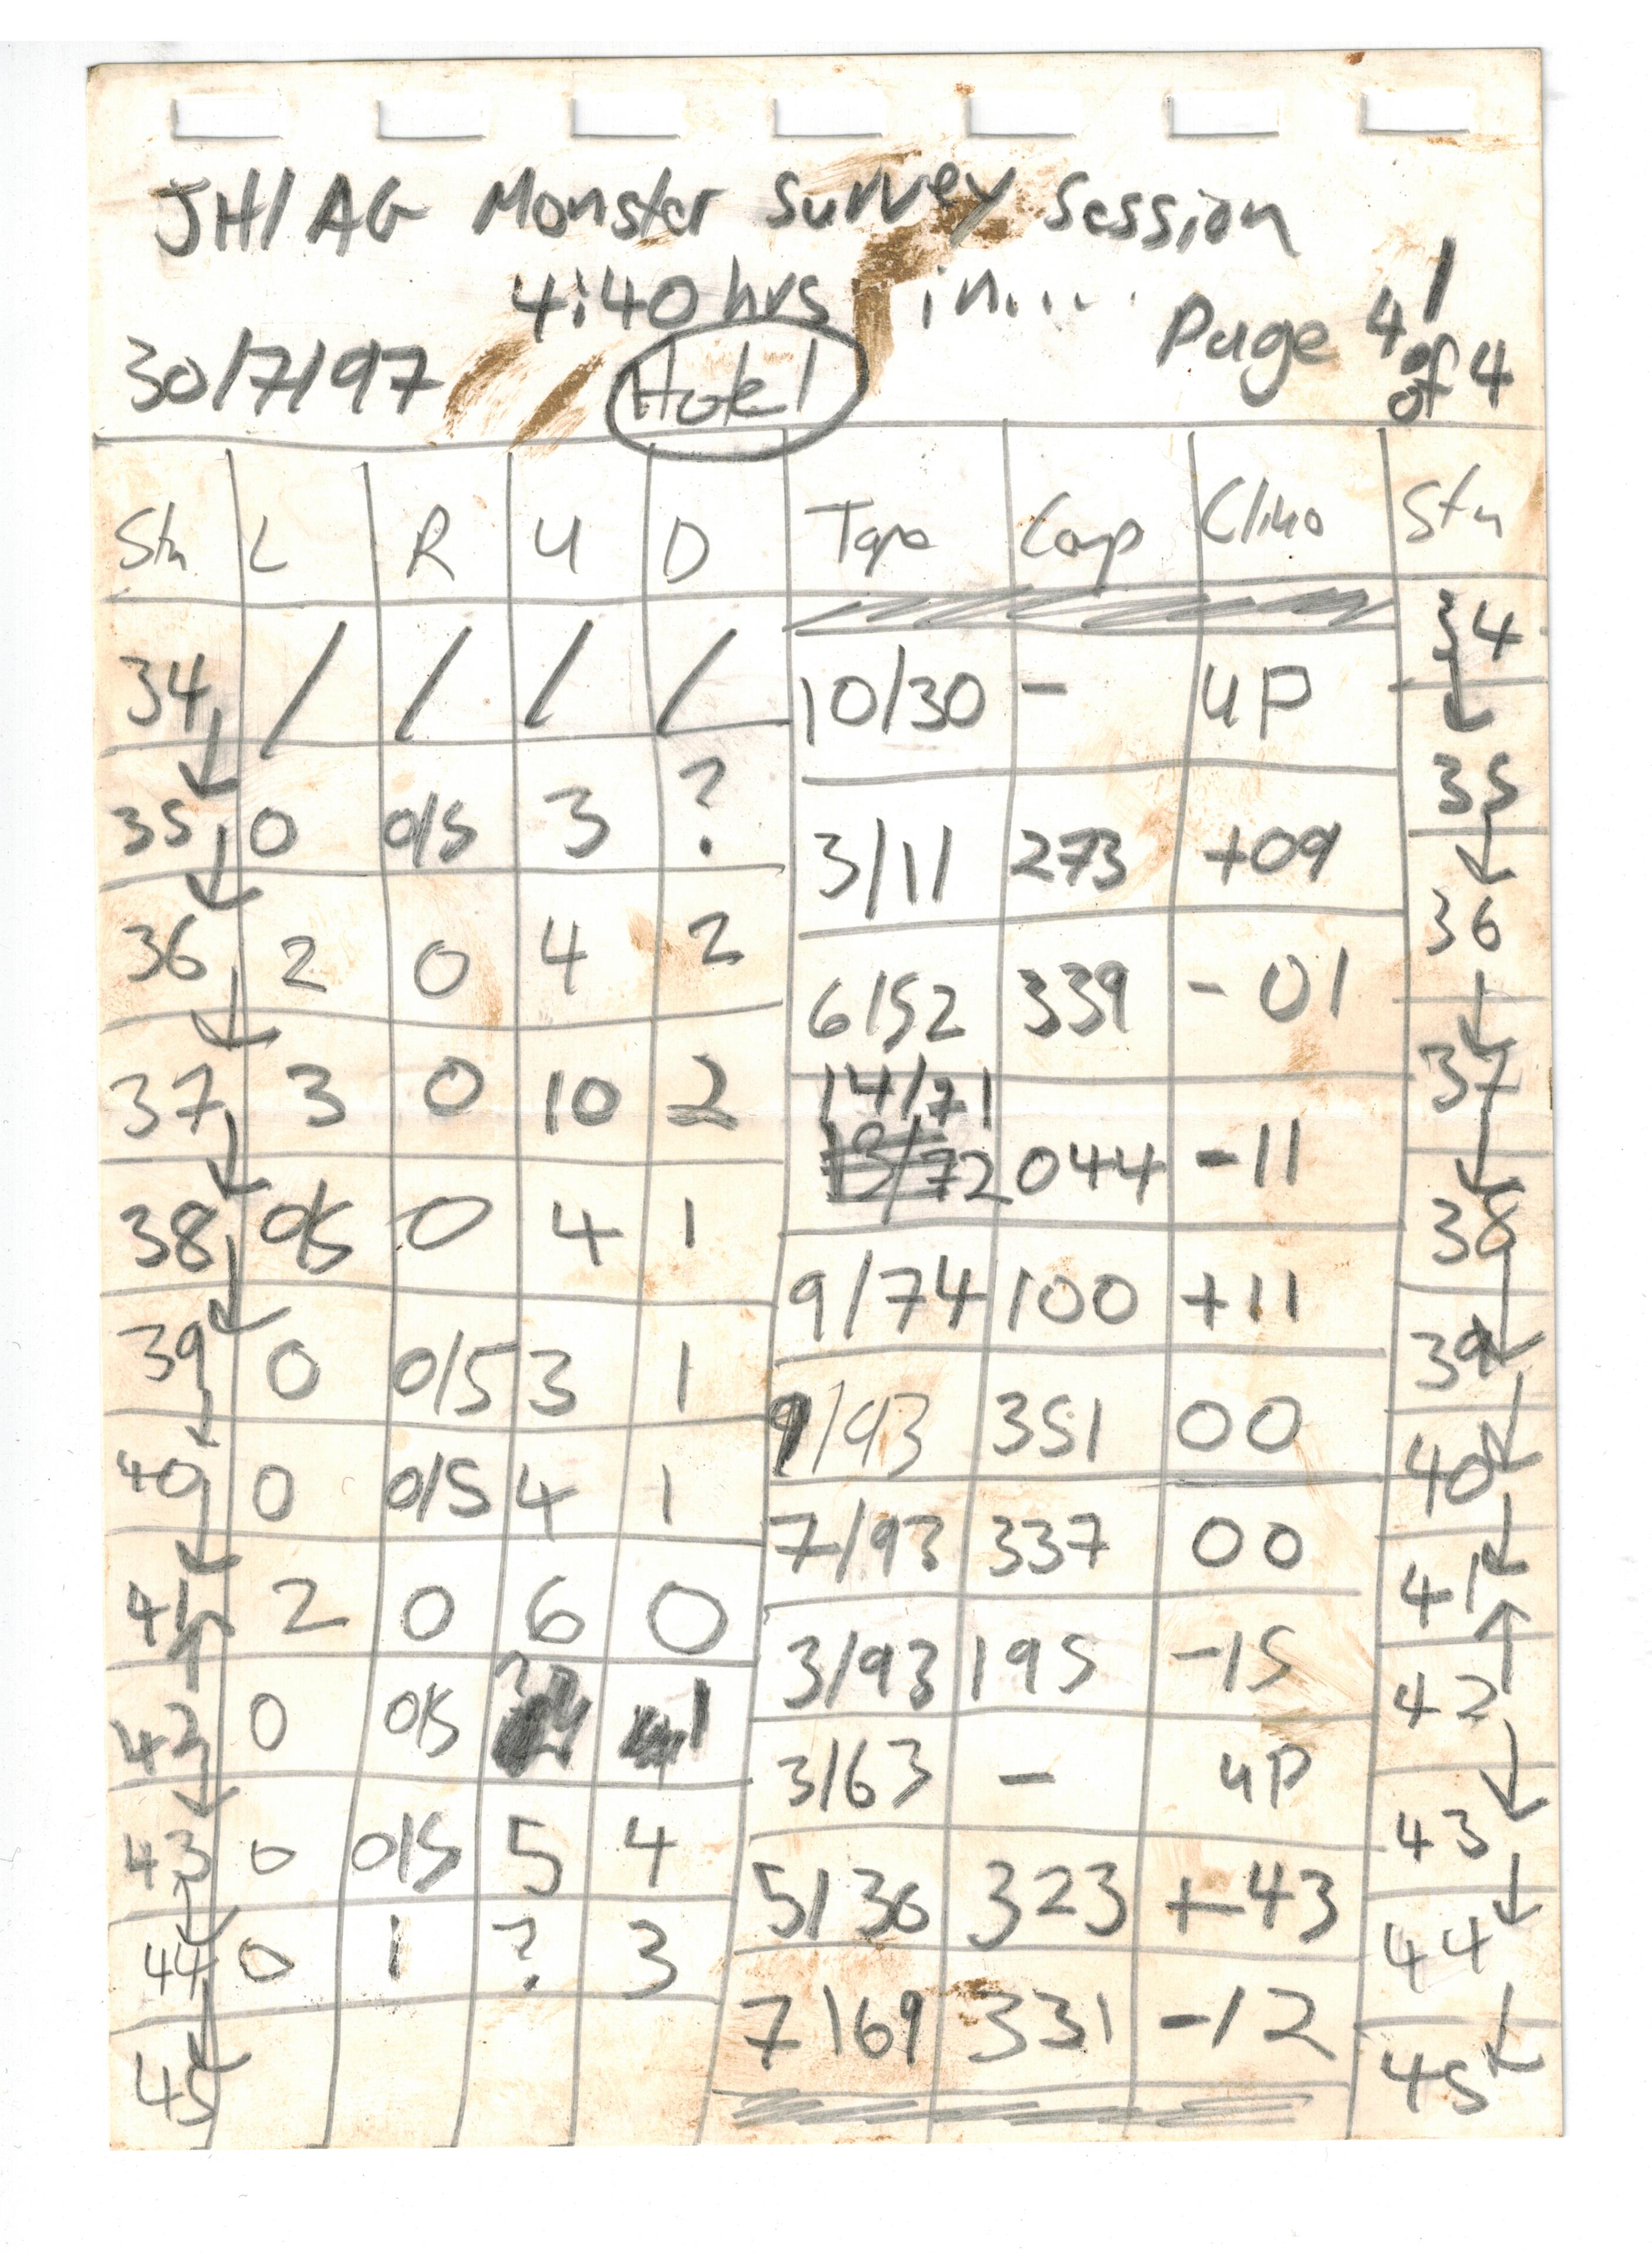 JH/AG Monster Survey Session
4:40 hrs in....
30/7/97 Hotel Page 4 of 4
Stn L R U D Tape Comp Clino Stn
34 / / / / 10/30 - UP 34
35 0 0/5 3 ? 3/11 273 +09 35
36 2 0 4 2 6/52 339 -01 36
37 3 0 10 2 14/71 044 -11 37
38 0/5 0 4 1 9/74 100 +11 38
39 0 0/5 3 1 9/93 351 00 39
40 0 0/5 4 1 7/93 337 00 40
41 2 0 6 0 3/93 195 -15 41
42 0 0/5 1 3/63 - UP 42
43 0 0/5 5 4 5/36 323 +43 43
44 0 1 ? 3 7/69 331 -12 44
45 45